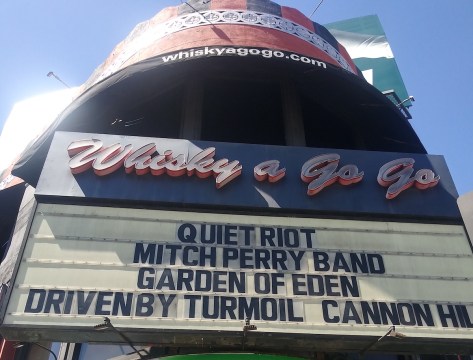 whiskyagogo.com
Whisky a Go Go
QUIET RIOT
MITCH PERRY BAND
GARDEN OF EDEN
DRIVEN BY TURMOIL CANNON HIL